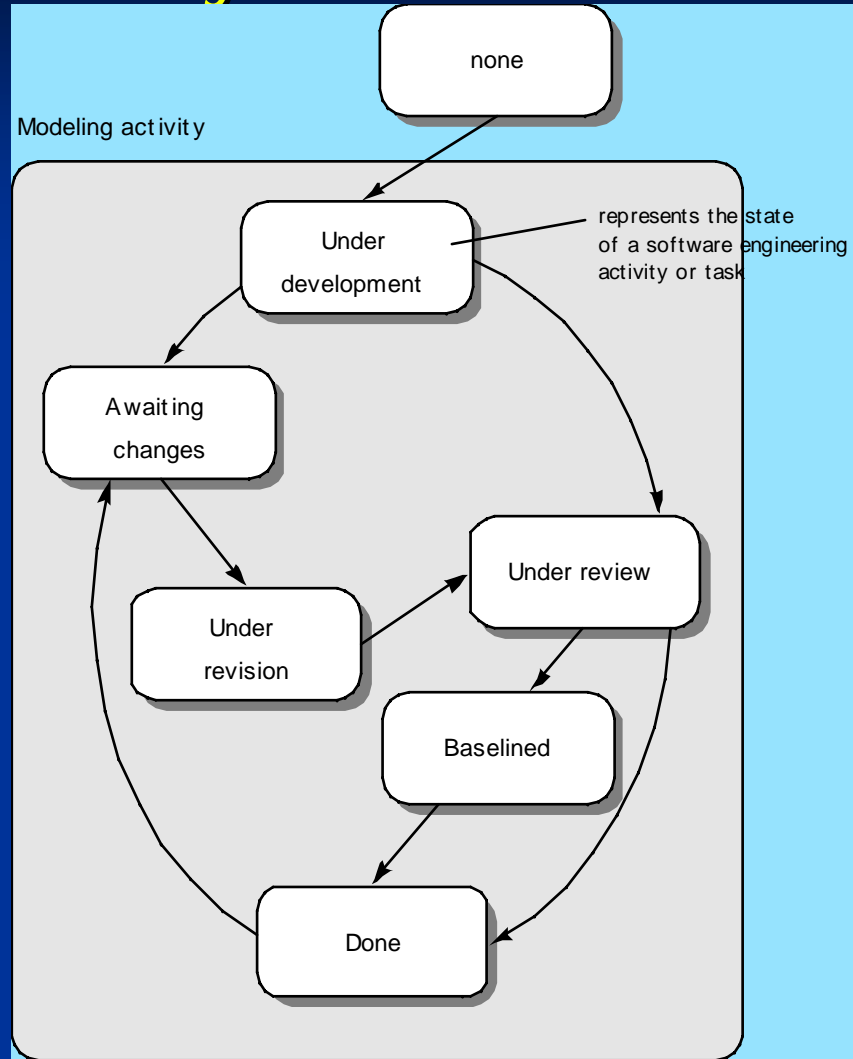 none
Modeling activity
represents the state
of a software engineering
activity or task
Under
development
Awaiting
changes
Under review
Under
revision
Baselined
Done